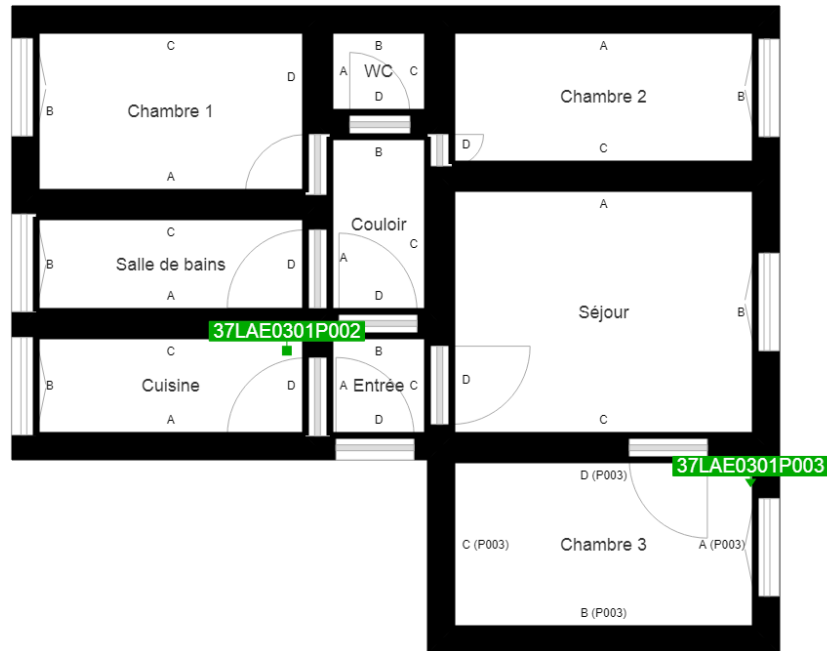 C
B
D
Chambre 1
A
B
A
WC
C
D
A
Chambre 2
B
D
C
B
Couloir
C
A
D
C
B
Salle de bains
D
A
A
Séjour
B
D
C
37LAE0301P002
C
B
Cuisine
D
A
B
A
Entrée
C
D
37LAE0301P003
D (P003)
C (P003)
Chambre 3
A (P003)
B (P003)